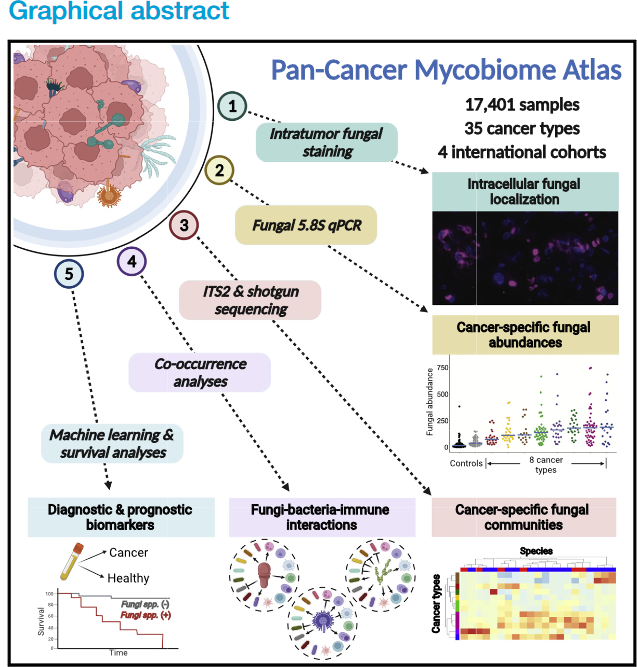 Graphical abstract
Pan-Cancer Mycobiome Atlas
17,401 samples
35 cancer types
4 international cohorts
1
Intratumor fungal
staining
Intracellular fungal
localization
2
Fungal 5.8S qPCR
Cancer-specific fungal
abundances
Fungal abundance
750
500
250
0
Controls
8 cancer
types
3
ITS2 & shotgun
sequencing
Cancer-specific fungal
communities
Species
Cancer types
4
Co-occurrence
analyses
Fungi-bacteria-immune
interactions
5
Machine learning &
survival analyses
Diagnostic & prognostic
biomarkers
Cancer
Healthy
Survival
100
80
60
40
20
0
Fungi spp. (-)
Fungi spp. (+)
Time